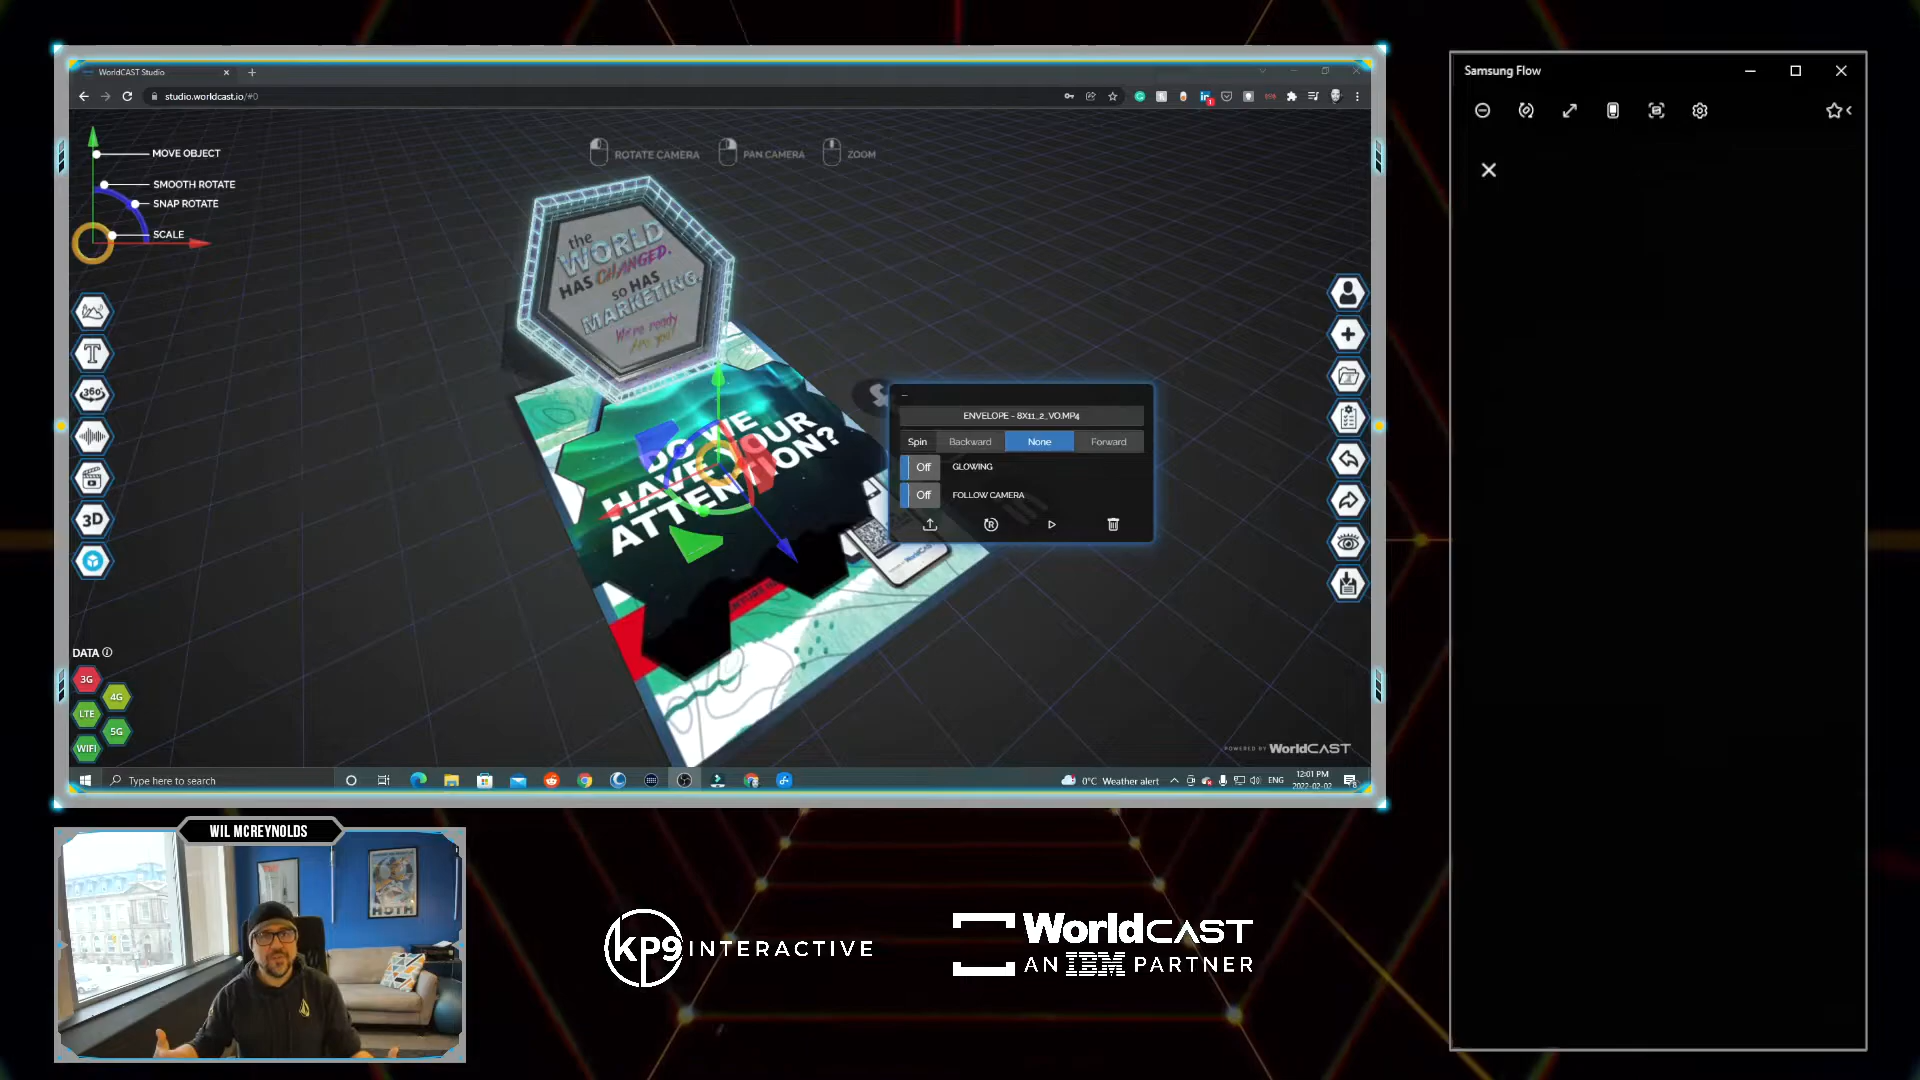 WorldCAST Studio
studio.worldcast.io/#0
MOVE OBJECT
SMOOTH ROTATE
SNAP ROTATE
SCALE
ROTATE CAMERA
PAN CAMERA
ZOOM
the
WORLD
HAS CHANGED.
SO HAS
MARKETING.
We're ready
Are you?
DO WE
HAVE YOUR
ATTENTION?
ENVELOPE - 8X11_2_VO.MP4
Spin
Backward
None
Forward
Off
GLOWING
Off
FOLLOW CAMERA
T
360°
3D
DATA
3G
4G
LTE
5G
WIFI
POWERED BY WorldCAST
Type here to search
0°C Weather alert
ENG
12:01 PM
2022-02-02
Samsung Flow
WIL MCREYNOLDS
HOTH
kp9 INTERACTIVE
WorldCAST
AN IBM PARTNER